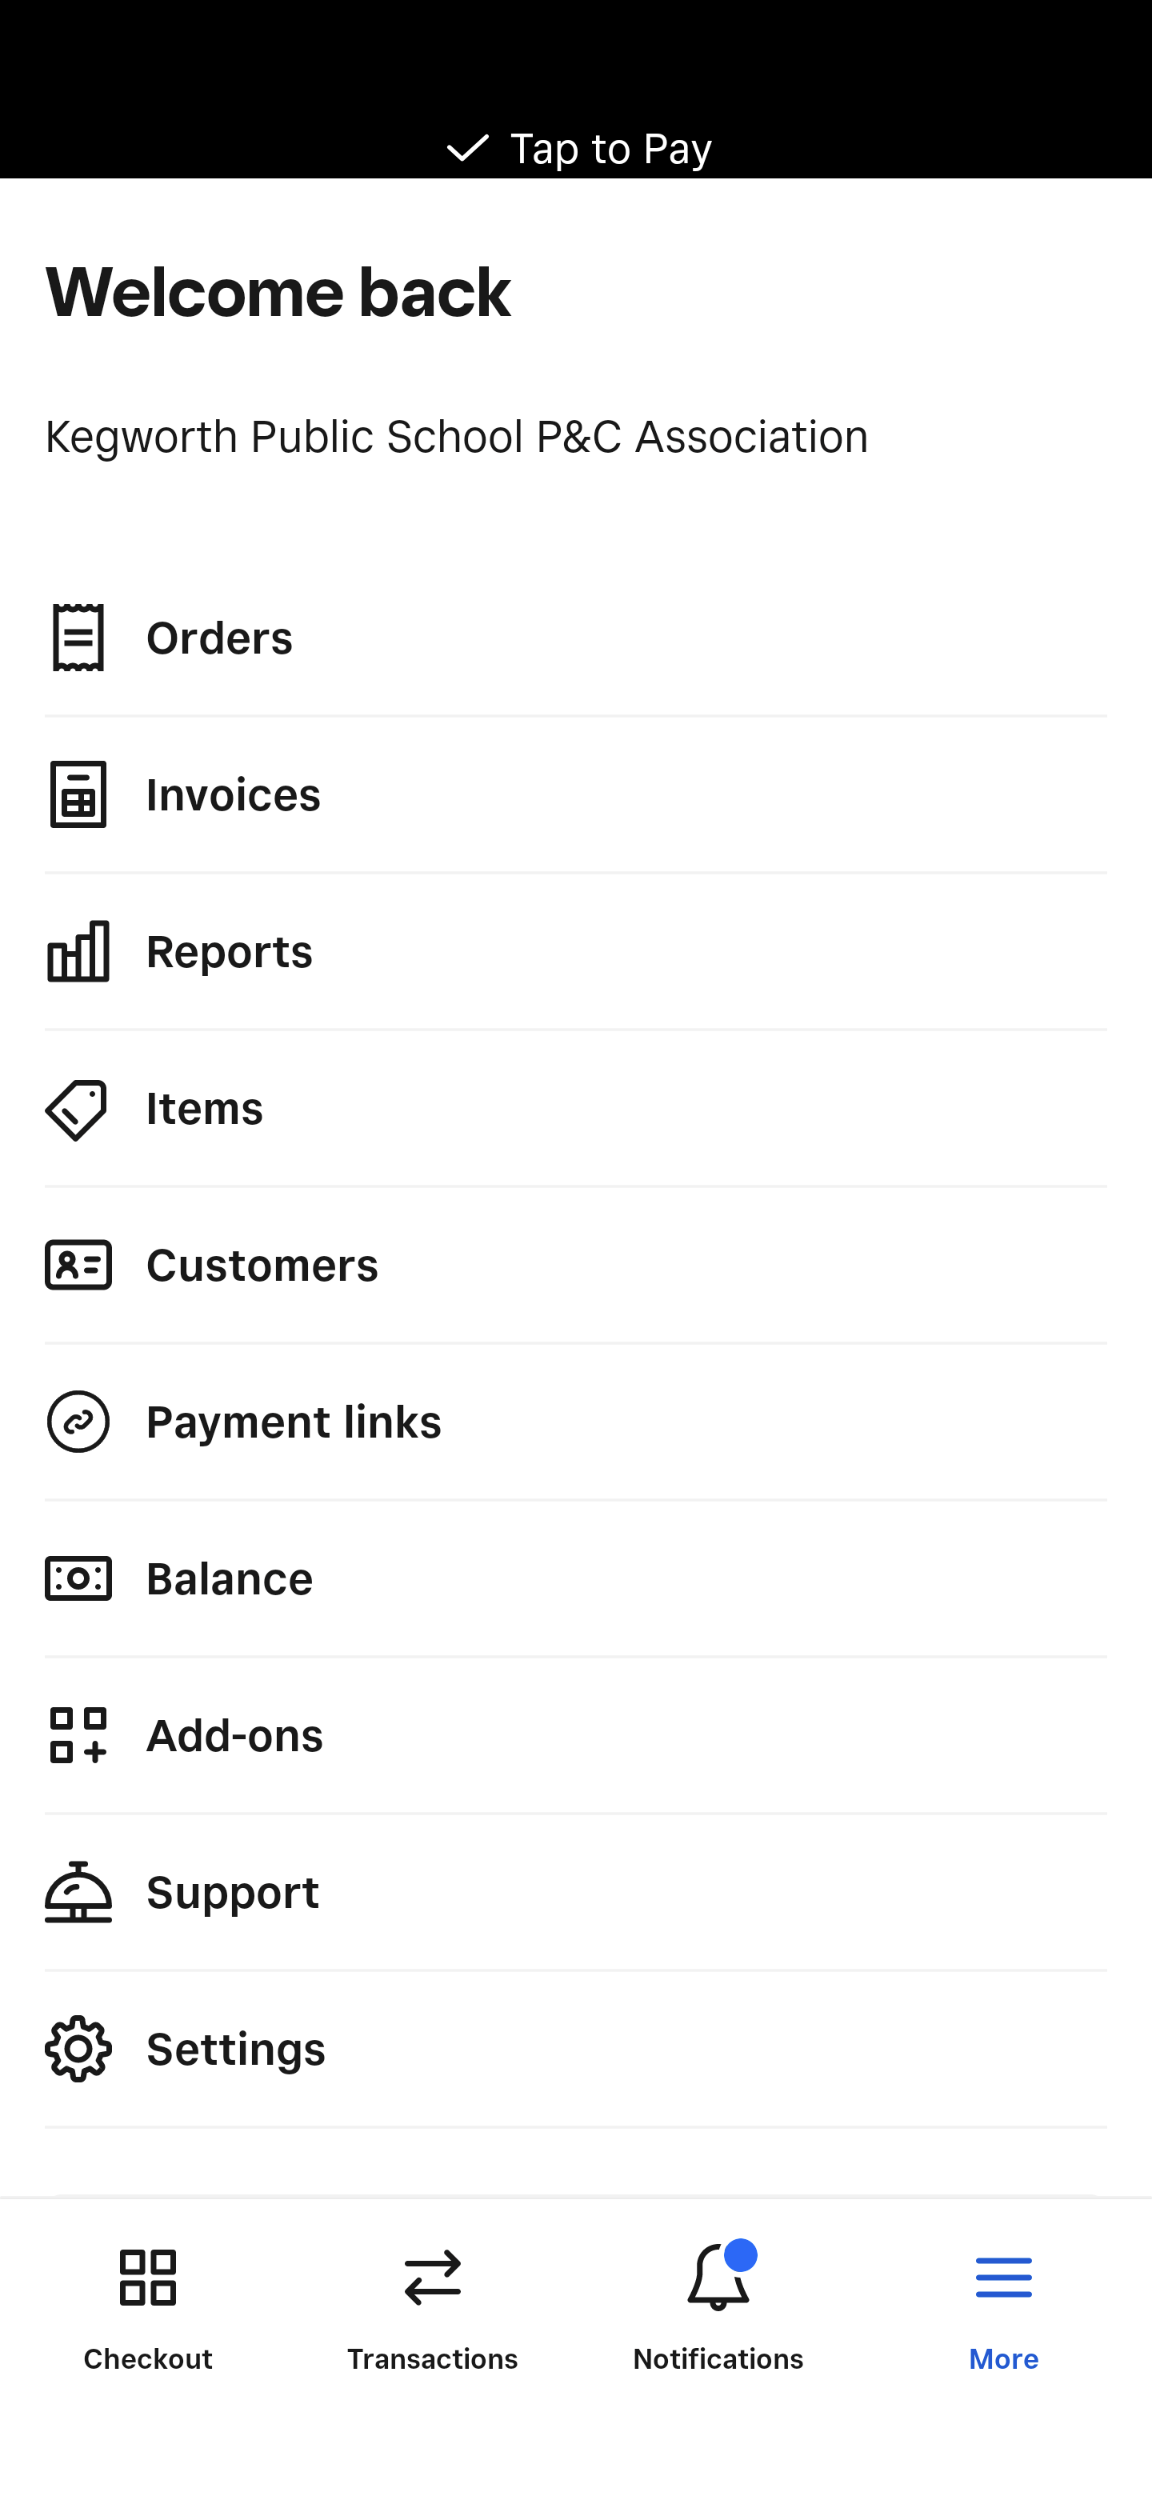 Tap to Pay
Welcome back
Kegworth Public School P&C Association
Orders
Invoices
Reports
Items
Customers
Payment links
Balance
Add-ons
Support
Settings
Checkout
Transactions
Notifications
More